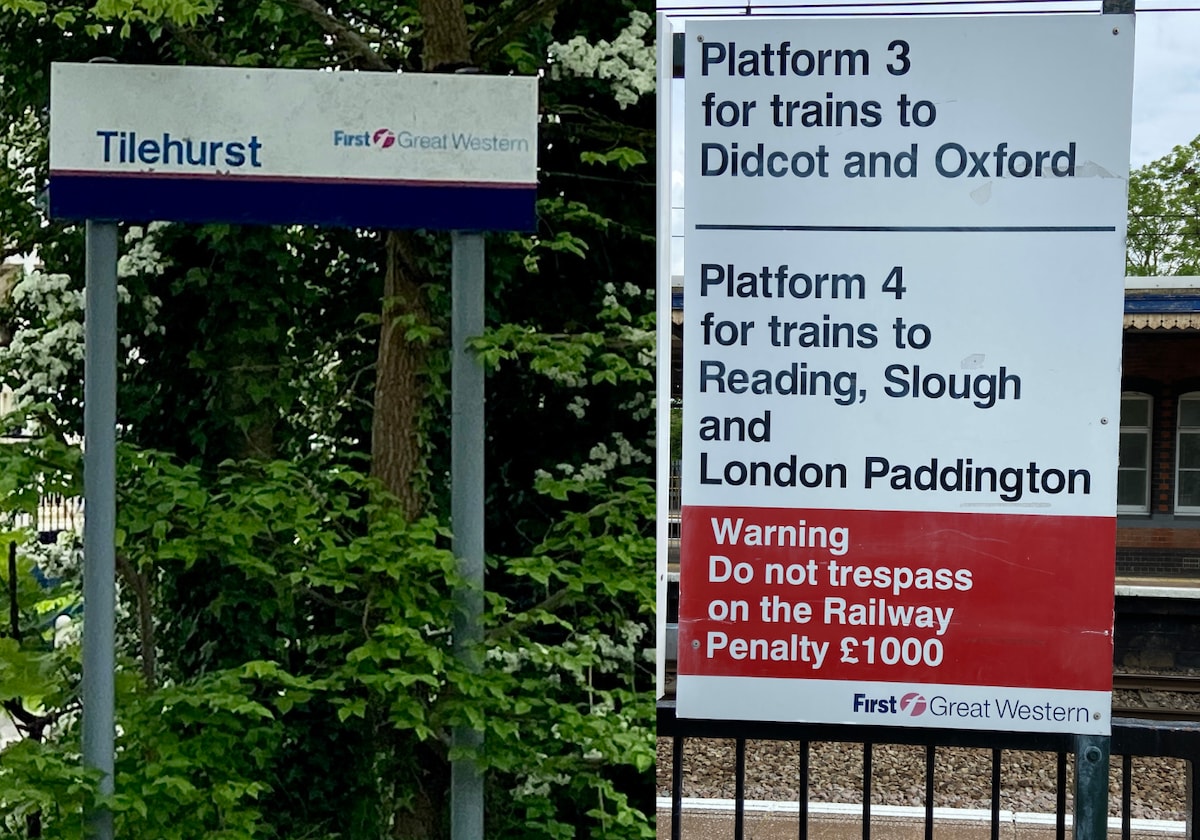 Tilehurst
First Great Western
Platform 3
for trains to
Didcot and Oxford
Platform 4
for trains to
Reading, Slough
and
London Paddington
Warning
Do not trespass
on the Railway
Penalty £1000
First Great Western